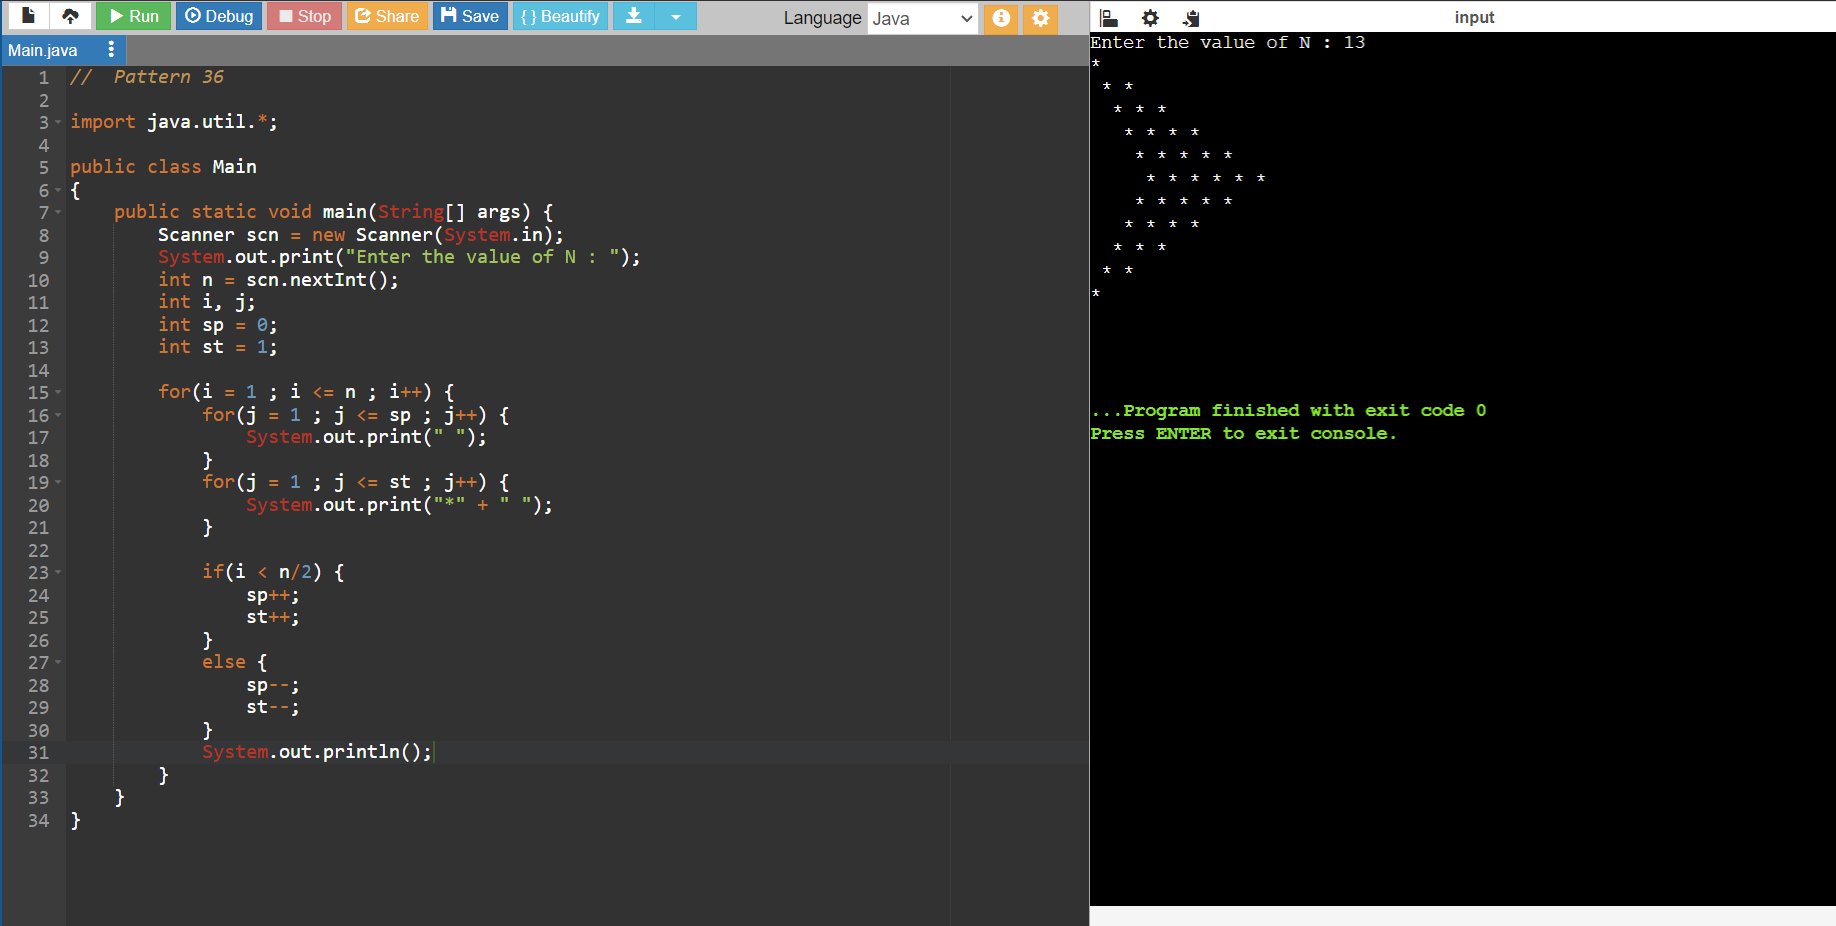 Run Debug Stop Share Save { } Beautify Language Java
Main.java
1 // Pattern 36
2
3 import java.util.*;
4
5 public class Main
6 {
7     public static void main(String[] args) {
8         Scanner scn = new Scanner(System.in);
9         System.out.print("Enter the value of N : ");
10         int n = scn.nextInt();
11         int i, j;
12         int sp = 0;
13         int st = 1;
14
15         for(i = 1 ; i <= n ; i++) {
16             for(j = 1 ; j <= sp ; j++) {
17                 System.out.print(" ");
18             }
19             for(j = 1 ; j <= st ; j++) {
20                 System.out.print("*" + " ");
21             }
22
23             if(i < n/2) {
24                 sp++;
25                 st++;
26             }
27             else {
28                 sp--;
29                 st--;
30             }
31             System.out.println();
32         }
33     }
34 }
input
Enter the value of N : 13
*
 * *
  * * *
   * * * *
    * * * * *
     * * * * * *
    * * * * *
   * * * *
  * * *
 * *
*
...Program finished with exit code 0
Press ENTER to exit console.